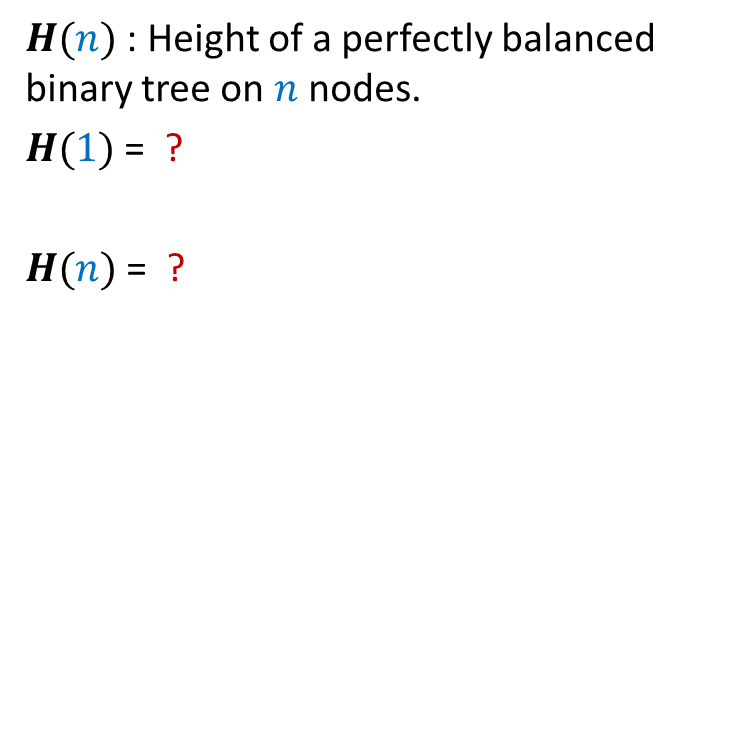 H(n) : Height of a perfectly balanced
binary tree on n nodes.
H(1) = ?
H(n) = ?